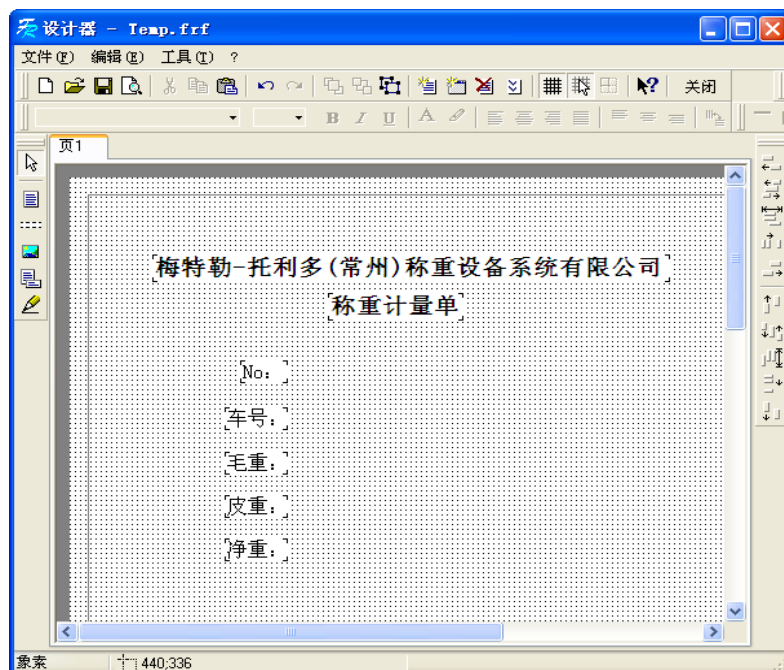 设计器 - Temp.frf
文件(F) 编辑(E) 工具(T) ?
关闭
B I U A
页1
梅特勒-托利多(常州)称重设备系统有限公司
称重计量单
No:
车号:
毛重:
皮重:
净重:
象素 440;336